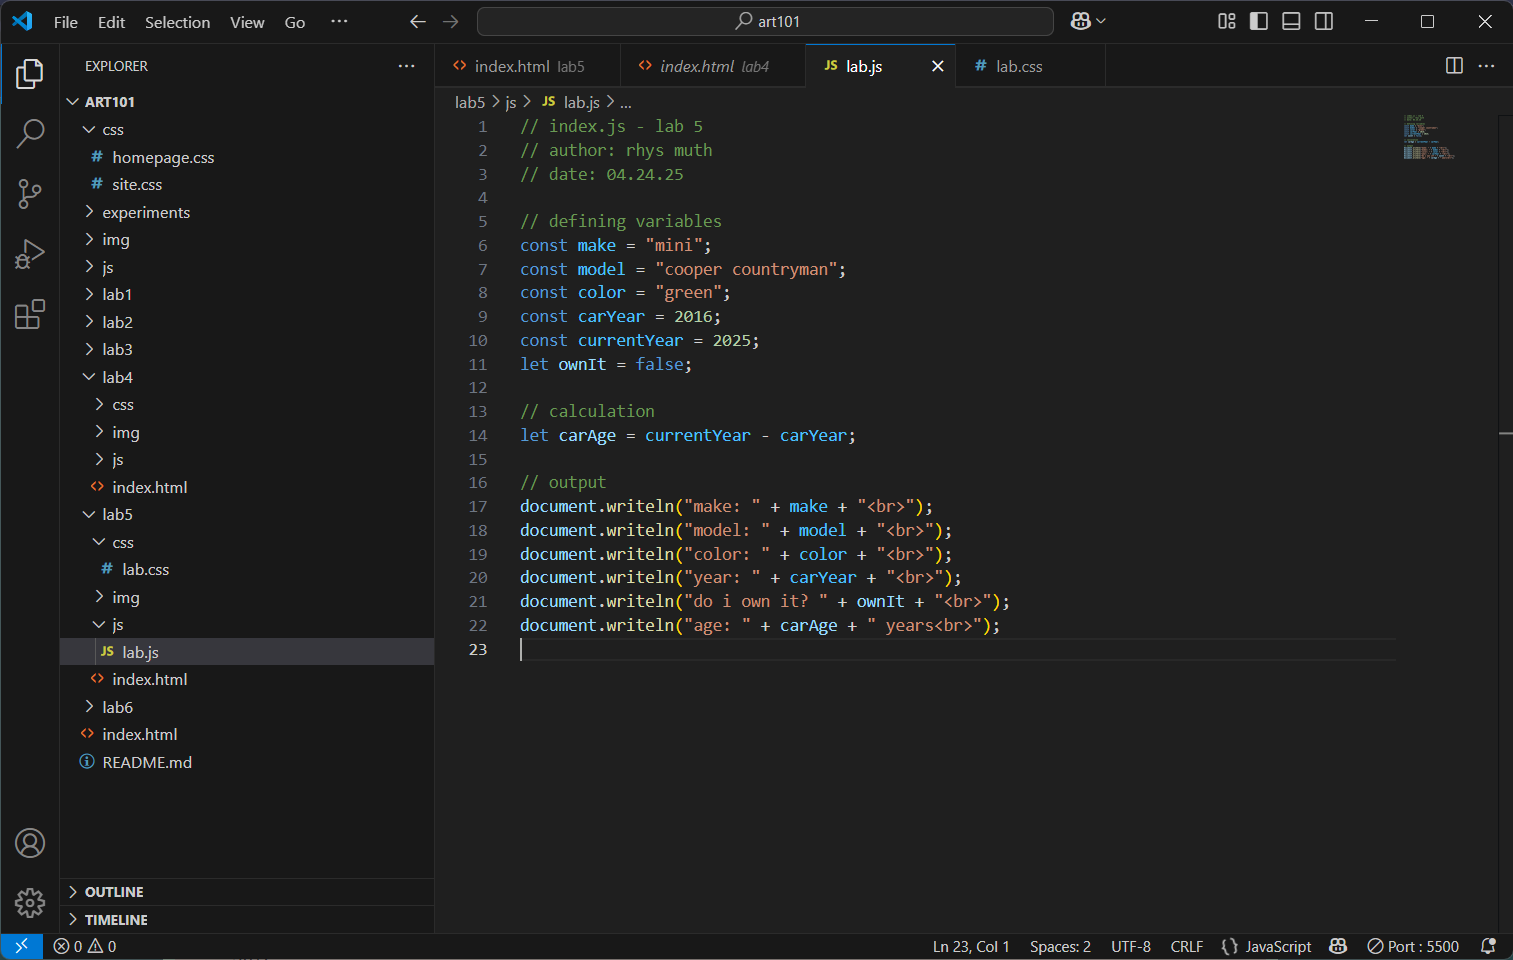 File Edit Selection View Go ···
art101
EXPLORER ···
ART101
css
# homepage.css
# site.css
experiments
img
js
lab1
lab2
lab3
lab4
css
img
js
<> index.html
lab5
css
# lab.css
img
js
JS lab.js
<> index.html
lab6
<> index.html
README.md
OUTLINE
TIMELINE
<> index.html lab5
<> index.html lab4
JS lab.js
# lab.css
lab5 > js > JS lab.js > ...
1 // index.js - lab 5
2 // author: rhys muth
3 // date: 04.24.25
4
5 // defining variables
6 const make = "mini";
7 const model = "cooper countryman";
8 const color = "green";
9 const carYear = 2016;
10 const currentYear = 2025;
11 let ownIt = false;
12
13 // calculation
14 let carAge = currentYear - carYear;
15
16 // output
17 document.writeln("make: " + make + "<br>");
18 document.writeln("model: " + model + "<br>");
19 document.writeln("color: " + color + "<br>");
20 document.writeln("year: " + carYear + "<br>");
21 document.writeln("do i own it? " + ownIt + "<br>");
22 document.writeln("age: " + carAge + " years<br>");
23
0 0 Ln 23, Col 1 Spaces: 2 UTF-8 CRLF {} JavaScript Port : 5500